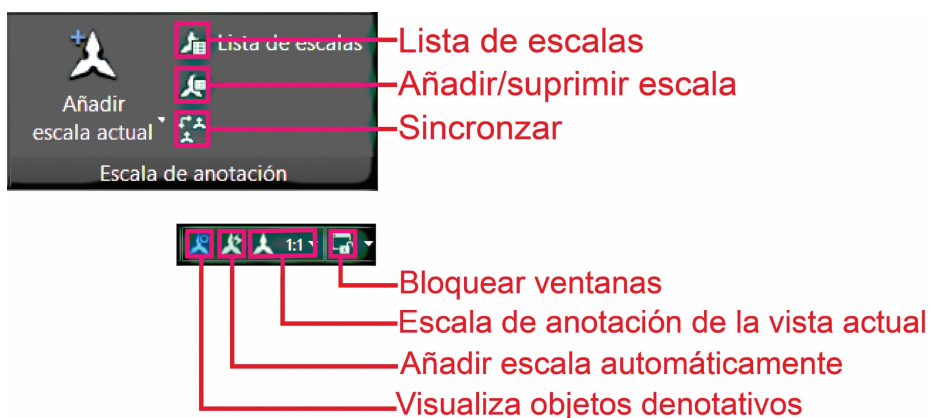 Lista de escalas
Lista de escalas
Añadir/suprimir escala
Añadir
escala actual
Sincronzar
Escala de anotación
1:1
Bloquear ventanas
Escala de anotación de la vista actual
Añadir escala automáticamente
Visualiza objetos denotativos